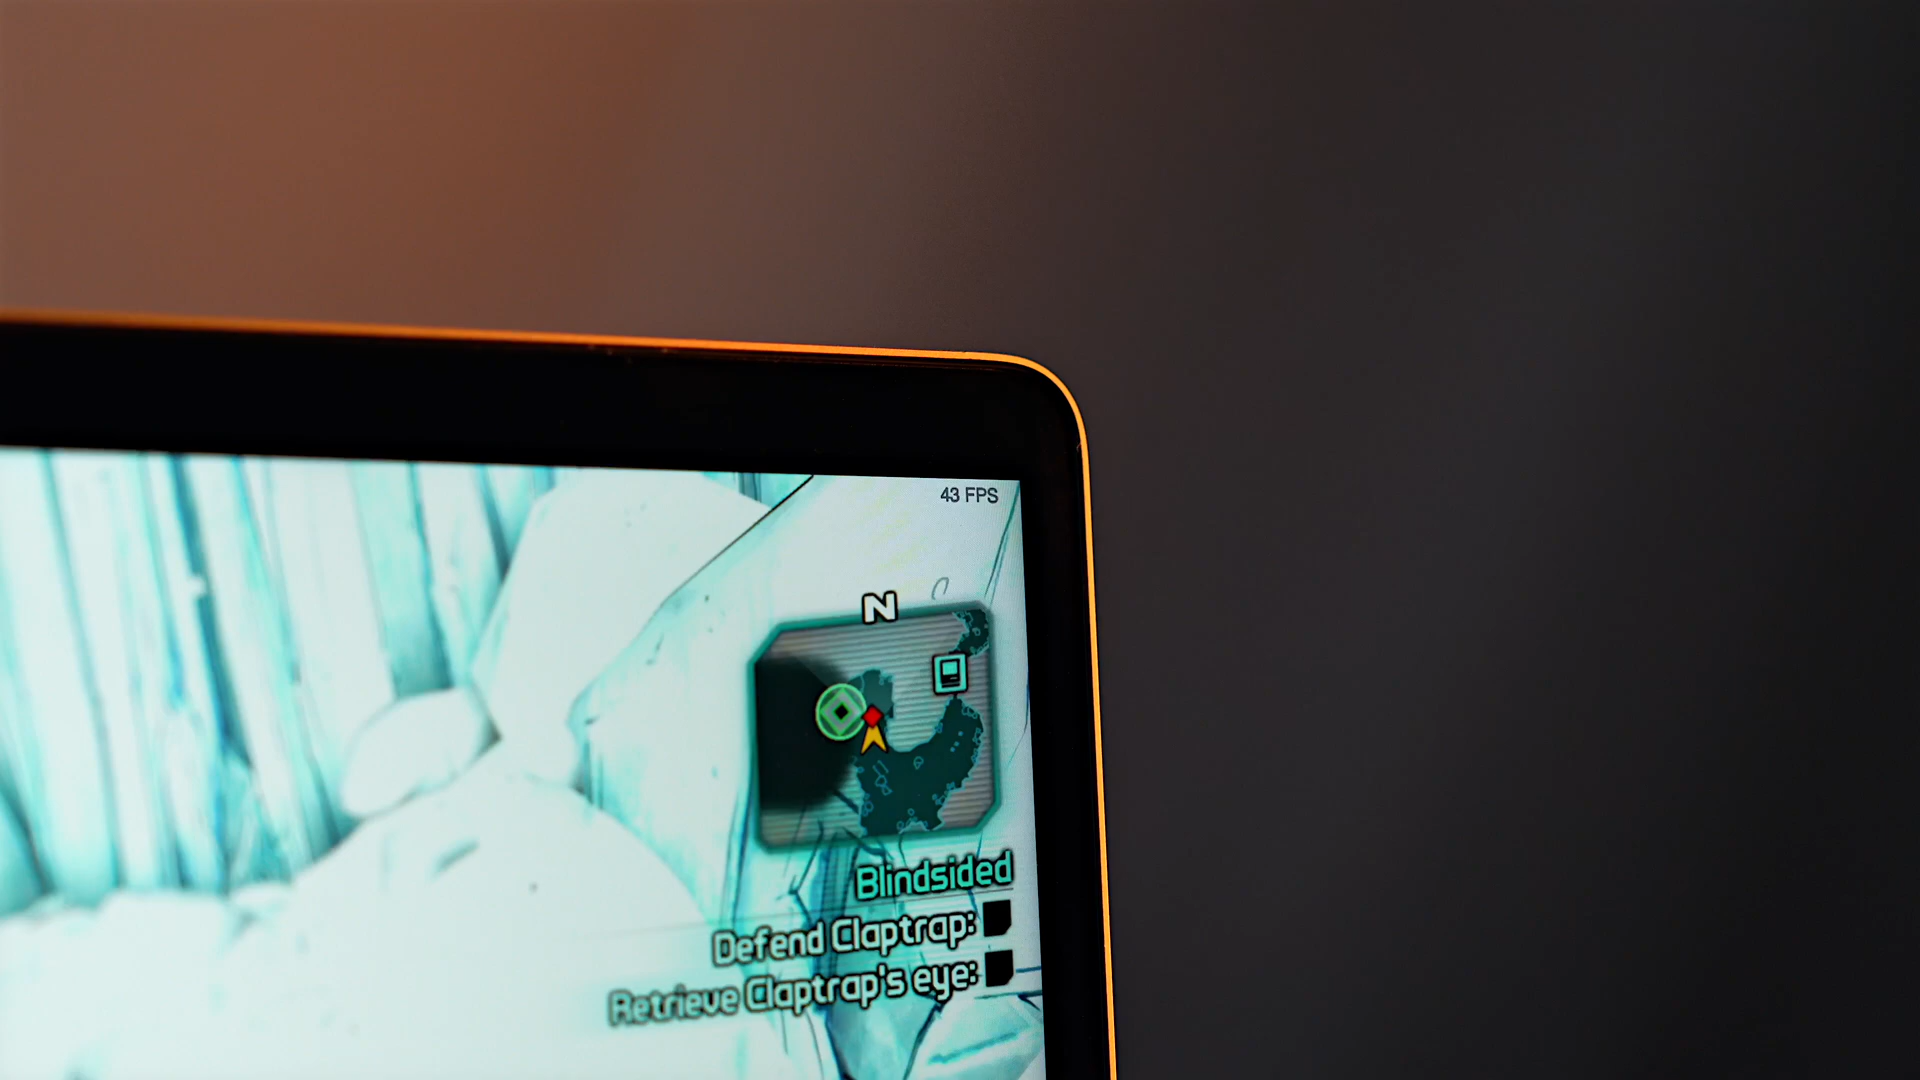 43 FPS
N
Blindsided
Defend Claptrap:
Retrieve Claptrap's eye: